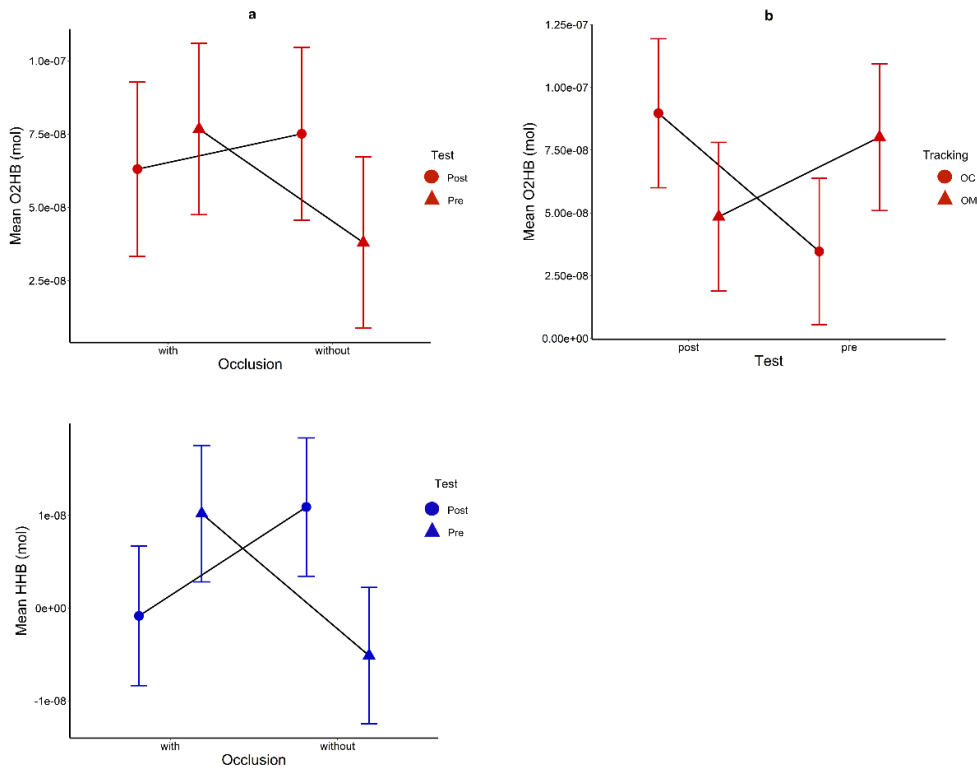 a
Mean O2HB (mol)
1.0e-07
7.5e-08
5.0e-08
2.5e-08
with
without
Occlusion
Test
Post
Pre
b
Mean O2HB (mol)
1.25e-07
1.00e-07
7.50e-08
5.00e-08
2.50e-08
0.00e+00
post
pre
Test
Tracking
OC
OM
Mean HHB (mol)
1e-08
0e+00
-1e-08
with
without
Occlusion
Test
Post
Pre